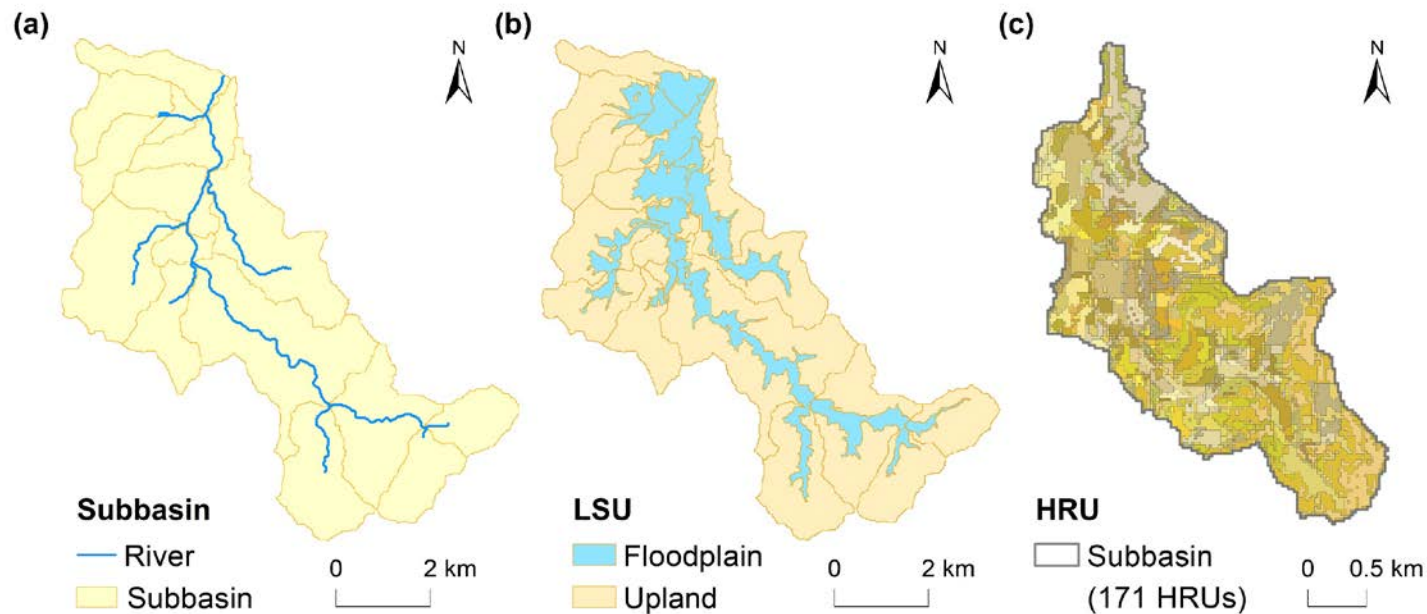 (a)
N
Subbasin
River
Subbasin
0 2 km
(b)
N
LSU
Floodplain
Upland
0 2 km
(c)
N
HRU
Subbasin
(171 HRUs)
0 0.5 km